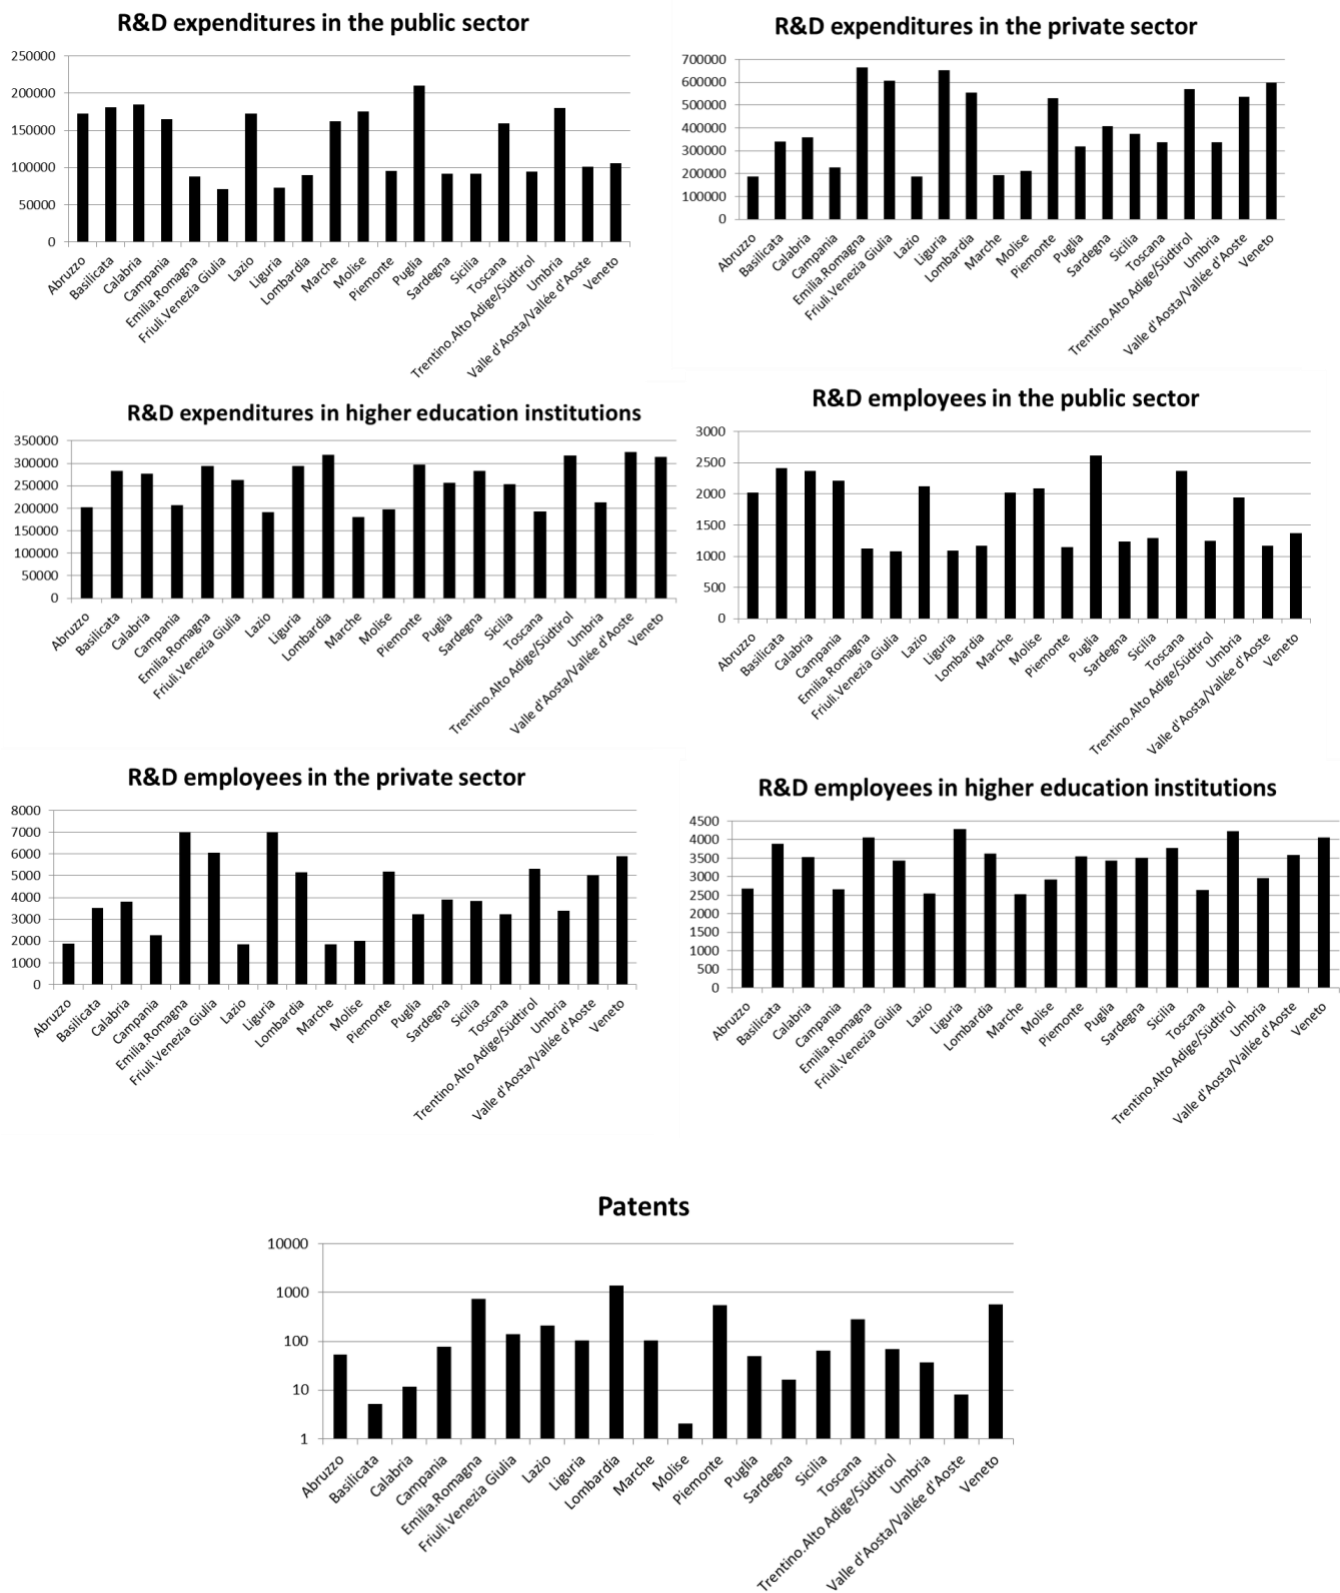 R&D expenditures in the public sector
250000
200000
150000
100000
50000
0
Abruzzo
Basilicata
Calabria
Campania
Emilia.Romagna
Friuli.Venezia Giulia
Lazio
Liguria
Lombardia
Marche
Molise
Piemonte
Puglia
Sardegna
Sicilia
Toscana
Trentino.Alto Adige/Südtirol
Umbria
Valle d'Aosta/Vallée d'Aoste
Veneto
R&D expenditures in the private sector
700000
600000
500000
400000
300000
200000
100000
0
Abruzzo
Basilicata
Calabria
Campania
Emilia.Romagna
Friuli.Venezia Giulia
Lazio
Liguria
Lombardia
Marche
Molise
Piemonte
Puglia
Sardegna
Sicilia
Toscana
Trentino.Alto Adige/Südtirol
Umbria
Valle d'Aosta/Vallée d'Aoste
Veneto
R&D expenditures in higher education institutions
350000
300000
250000
200000
150000
100000
50000
0
Abruzzo
Basilicata
Calabria
Campania
Emilia.Romagna
Friuli.Venezia Giulia
Lazio
Liguria
Lombardia
Marche
Molise
Piemonte
Puglia
Sardegna
Sicilia
Toscana
Trentino.Alto Adige/Südtirol
Umbria
Valle d'Aosta/Vallée d'Aoste
Veneto
R&D employees in the public sector
3000
2500
2000
1500
1000
500
0
Abruzzo
Basilicata
Calabria
Campania
Emilia.Romagna
Friuli.Venezia Giulia
Lazio
Liguria
Lombardia
Marche
Molise
Piemonte
Puglia
Sardegna
Sicilia
Toscana
Trentino.Alto Adige/Südtirol
Umbria
Valle d'Aosta/Vallée d'Aoste
Veneto
R&D employees in the private sector
8000
7000
6000
5000
4000
3000
2000
1000
0
Abruzzo
Basilicata
Calabria
Campania
Emilia.Romagna
Friuli.Venezia Giulia
Lazio
Liguria
Lombardia
Marche
Molise
Piemonte
Puglia
Sardegna
Sicilia
Toscana
Trentino.Alto Adige/Südtirol
Umbria
Valle d'Aosta/Vallée d'Aoste
Veneto
R&D employees in higher education institutions
4500
4000
3500
3000
2500
2000
1500
1000
500
0
Abruzzo
Basilicata
Calabria
Campania
Emilia.Romagna
Friuli.Venezia Giulia
Lazio
Liguria
Lombardia
Marche
Molise
Piemonte
Puglia
Sardegna
Sicilia
Toscana
Trentino.Alto Adige/Südtirol
Umbria
Valle d'Aosta/Vallée d'Aoste
Veneto
Patents
10000
1000
100
10
1
Abruzzo
Basilicata
Calabria
Campania
Emilia.Romagna
Friuli.Venezia Giulia
Lazio
Liguria
Lombardia
Marche
Molise
Piemonte
Puglia
Sardegna
Sicilia
Toscana
Trentino.Alto Adige/Südtirol
Umbria
Valle d'Aosta/Vallée d'Aoste
Veneto